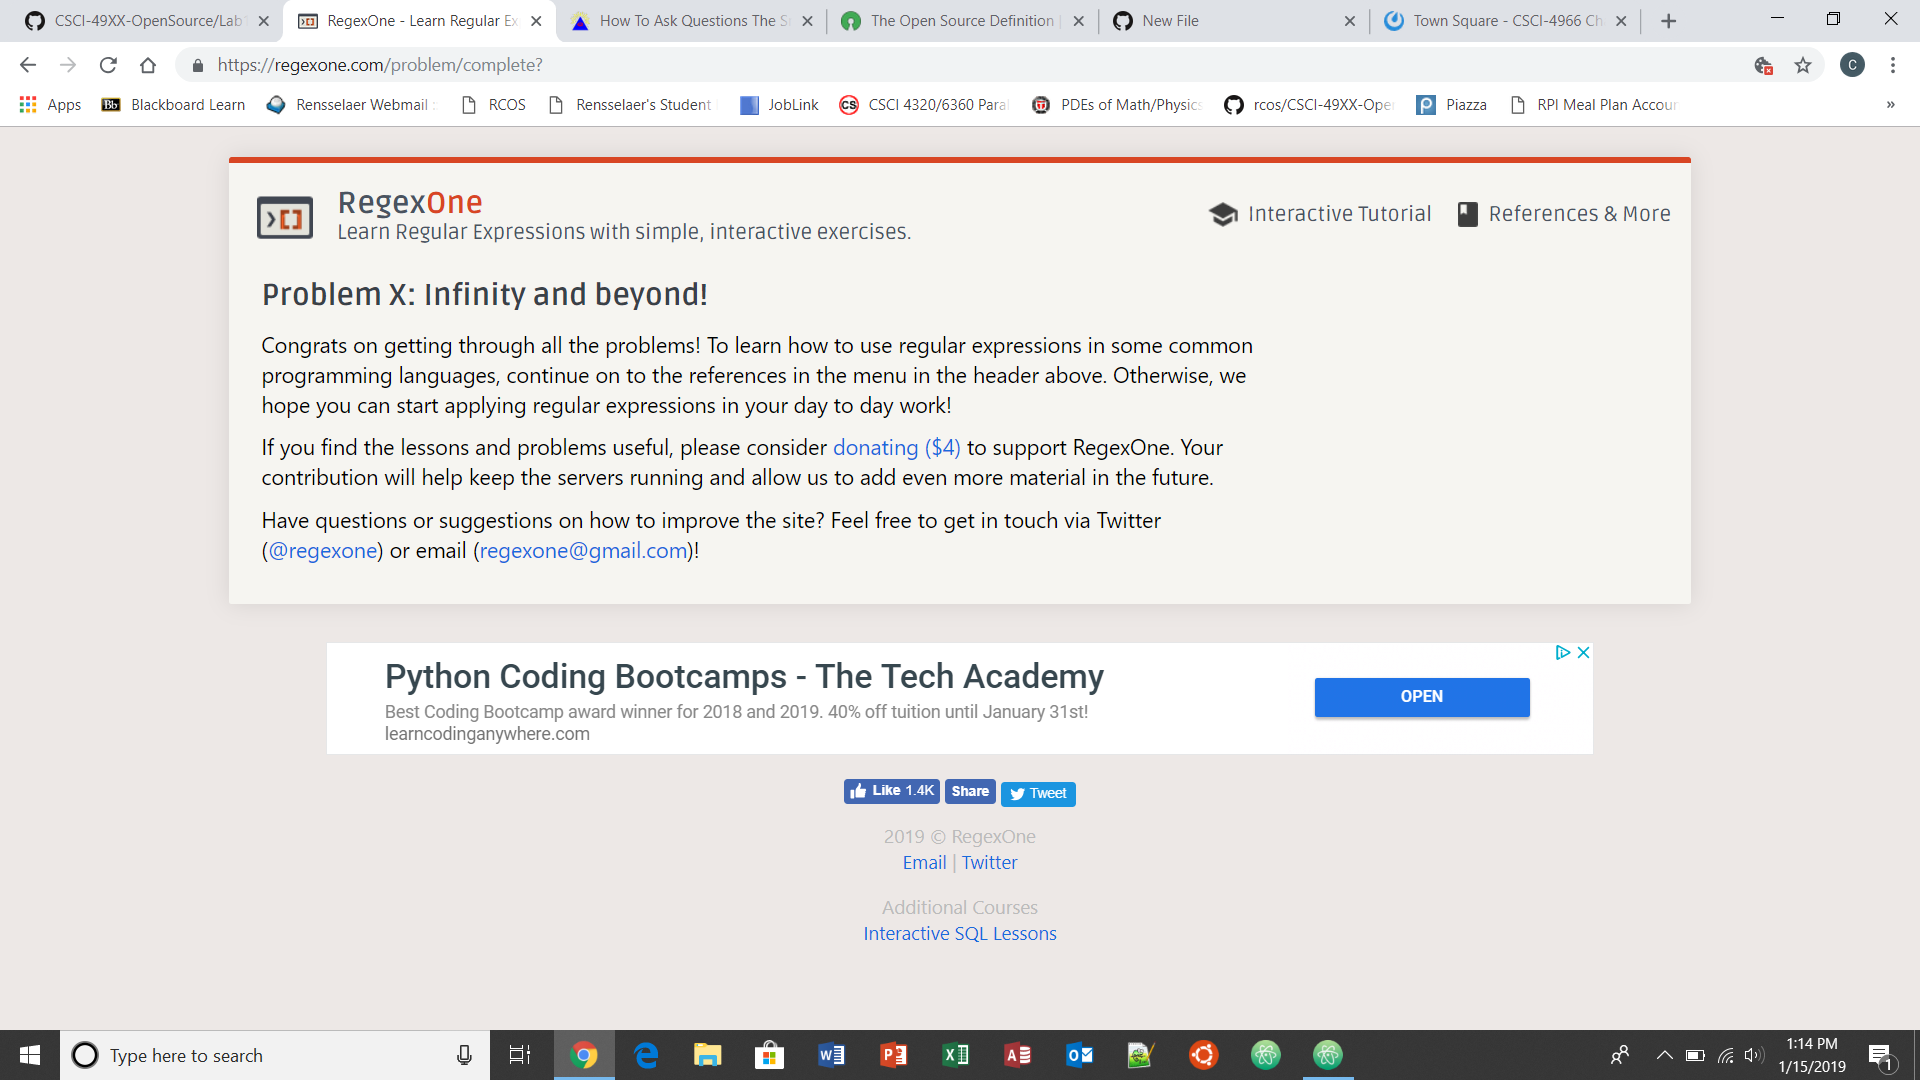 CSCI-49XX-OpenSource/Lab
RegexOne - Learn Regular Ex
How To Ask Questions The S
The Open Source Definition
New File
Town Square - CSCI-4966 Ch
https://regexone.com/problem/complete?
C
Apps
Bb Blackboard Learn
Rensselaer Webmail
RCOS
Rensselaer's Student
JobLink
CS CSCI 4320/6360 Paral
PDEs of Math/Physics
rcos/CSCI-49XX-Ope
Piazza
RPI Meal Plan Accour
»
RegexOne
Learn Regular Expressions with simple, interactive exercises.
Interactive Tutorial
References & More
Problem X: Infinity and beyond!
Congrats on getting through all the problems! To learn how to use regular expressions in some common
programming languages, continue on to the references in the menu in the header above. Otherwise, we
hope you can start applying regular expressions in your day to day work!
If you find the lessons and problems useful, please consider donating ($4) to support RegexOne. Your
contribution will help keep the servers running and allow us to add even more material in the future.
Have questions or suggestions on how to improve the site? Feel free to get in touch via Twitter
(@regexone) or email (regexone@gmail.com)!
Python Coding Bootcamps - The Tech Academy
Best Coding Bootcamp award winner for 2018 and 2019. 40% off tuition until January 31st!
learncodinganywhere.com
OPEN
Like 1.4K
Share
Tweet
2019 © RegexOne
Email | Twitter
Additional Courses
Interactive SQL Lessons
Type here to search
1:14 PM
1/15/2019
1